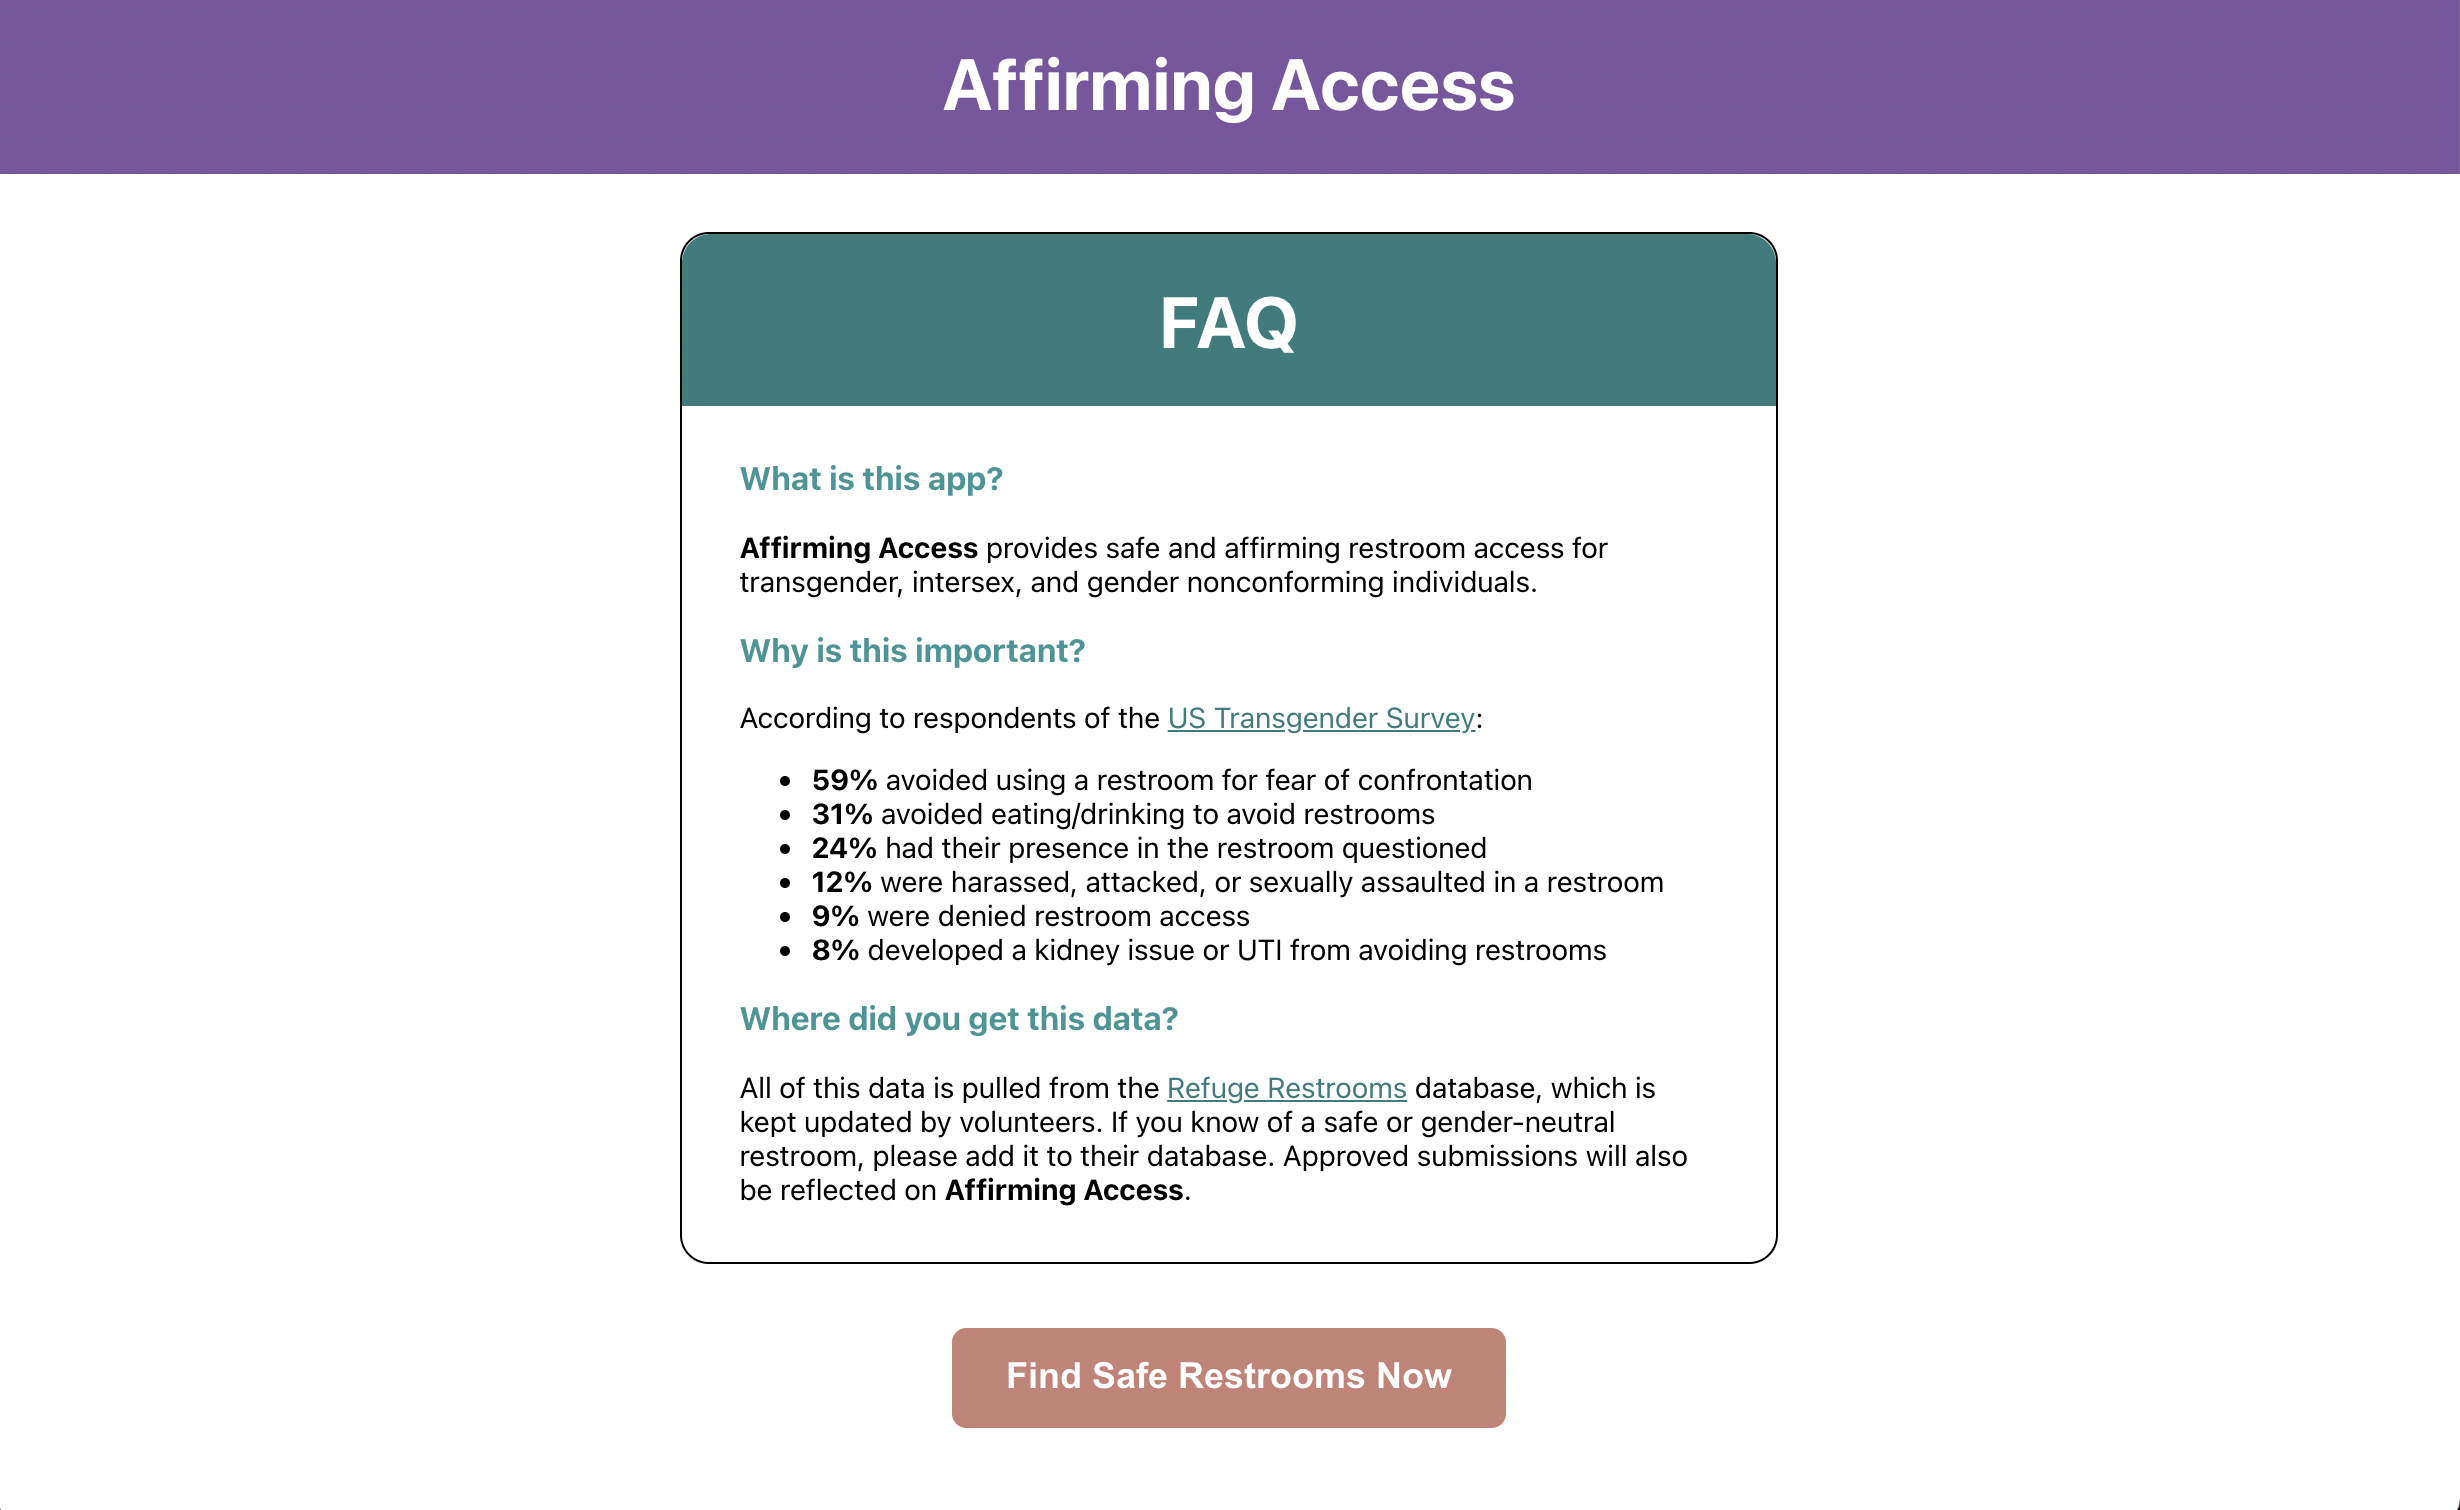 Affirming Access
FAQ
What is this app?
Affirming Access provides safe and affirming restroom access for
transgender, intersex, and gender nonconforming individuals.
Why is this important?
According to respondents of the US Transgender Survey:
• 59% avoided using a restroom for fear of confrontation
• 31% avoided eating/drinking to avoid restrooms
• 24% had their presence in the restroom questioned
• 12% were harassed, attacked, or sexually assaulted in a restroom
• 9% were denied restroom access
• 8% developed a kidney issue or UTI from avoiding restrooms
Where did you get this data?
All of this data is pulled from the Refuge Restrooms database, which is
kept updated by volunteers. If you know of a safe or gender-neutral
restroom, please add it to their database. Approved submissions will also
be reflected on Affirming Access.
Find Safe Restrooms Now